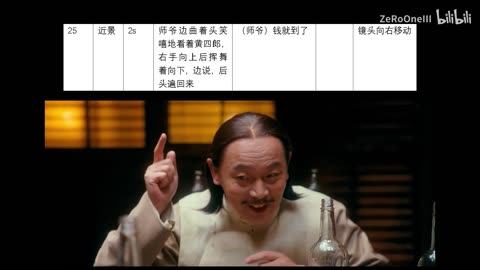 ZeRoOneIII bilibili
25 近景 2s 师爷边曲着头笑 （师爷）钱就到了 镜头向右移动
嘻地看着黄四郎，
右手向上后挥舞
着向下，边说，后
头遍回来